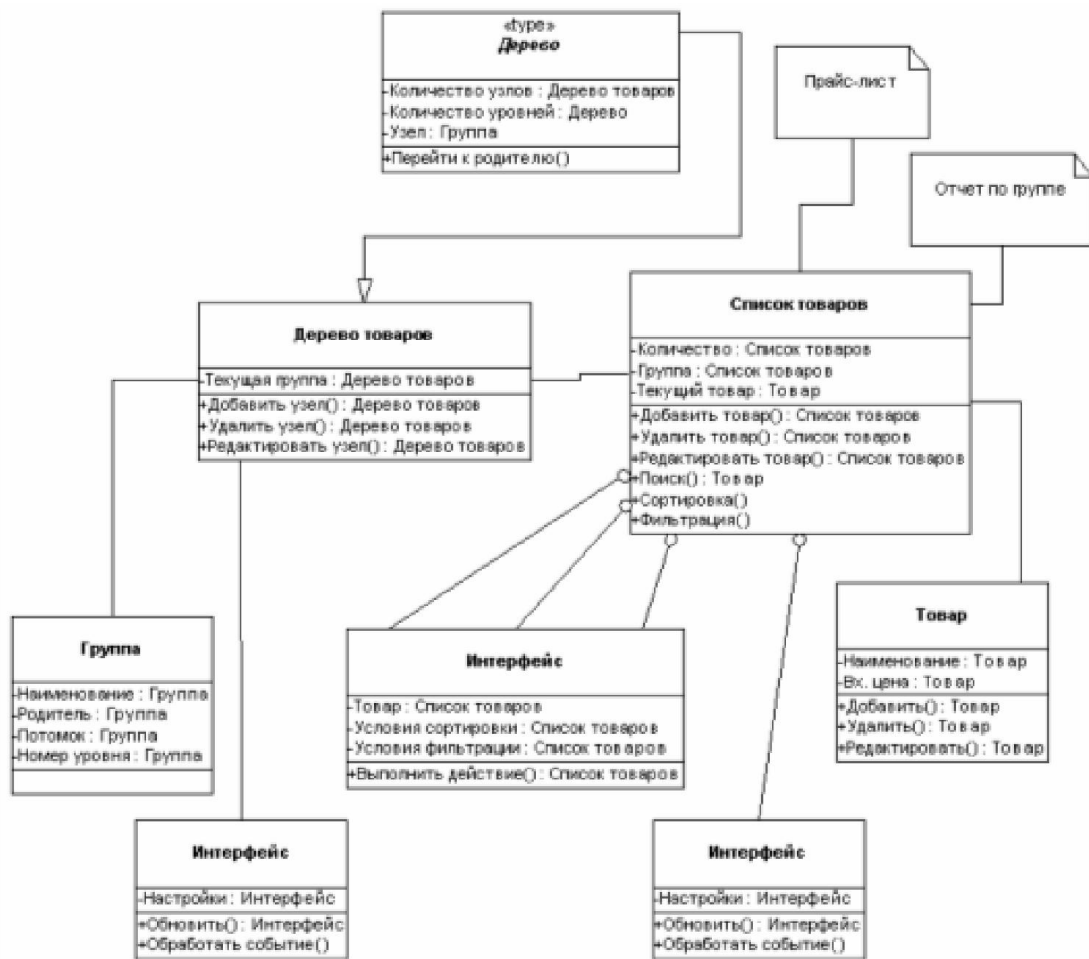 «type»
Дерево
-Количество узлов : Дерево товаров
-Количество уровней : Дерево
-Узел : Группа
+Перейти к родителю()
Прайс-лист
Отчет по группе
Дерево товаров
-Текущая группа : Дерево товаров
+Добавить узел() : Дерево товаров
+Удалить узел() : Дерево товаров
+Редактировать узел() : Дерево товаров
Список товаров
-Количество : Список товаров
-Группа : Список товаров
-Текущий товар : Товар
+Добавить товар() : Список товаров
+Удалить товар() : Список товаров
+Редактировать товар() : Список товаров
+Поиск() : Товар
+Сортировка()
+Фильтрация()
Группа
-Наименование : Группа
-Родитель : Группа
-Потомок : Группа
-Номер уровня : Группа
Интерфейс
-Товар : Список товаров
-Условия сортировки : Список товаров
-Условия фильтрации : Список товаров
+Выполнить действие() : Список товаров
Товар
-Наименование : Товар
-Вх. цена : Товар
+Добавить() : Товар
+Удалить() : Товар
+Редактировать() : Товар
Интерфейс
-Настройки : Интерфейс
+Обновить() : Интерфейс
+Обработать событие()
Интерфейс
-Настройки : Интерфейс
+Обновить() : Интерфейс
+Обработать событие()